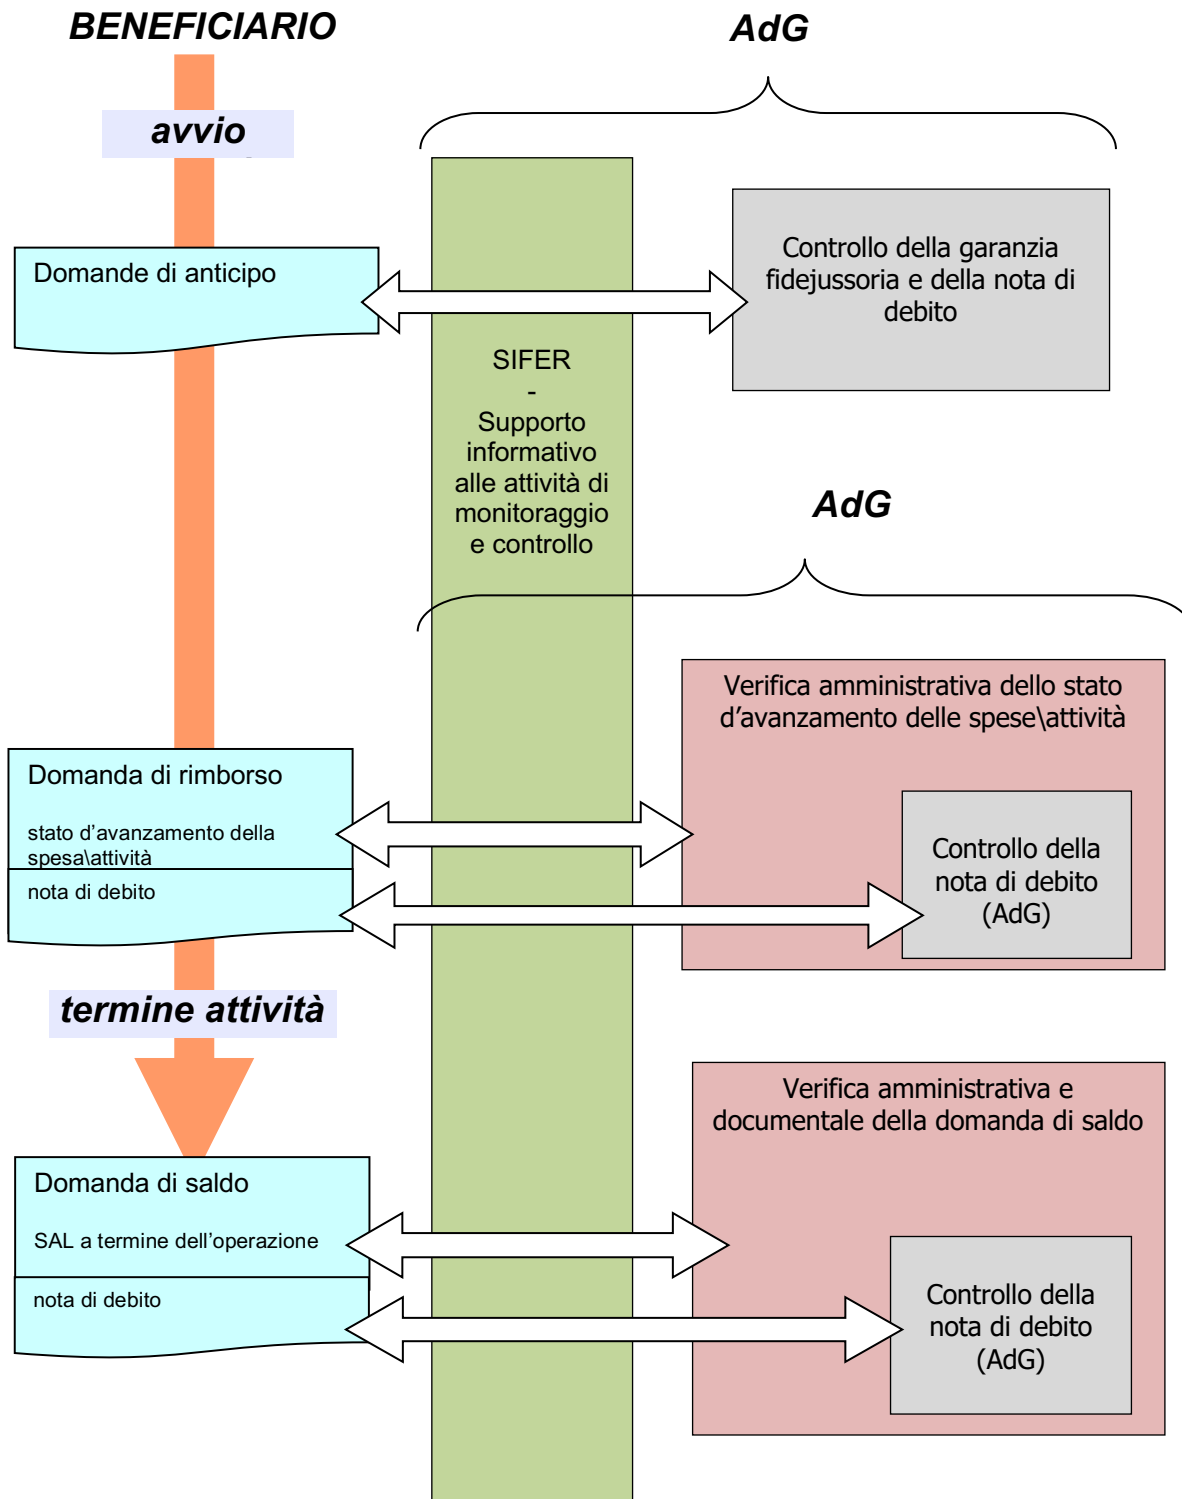 BENEFICIARIO
AdG
avvio
Domande di anticipo
Controllo della garanzia
fidejussoria e della nota di
debito
SIFER
-
Supporto
informativo
alle attività di
monitoraggio
e controllo
AdG
Verifica amministrativa dello stato
d’avanzamento delle spese\attività
Domanda di rimborso
stato d’avanzamento della
spesa\attività
nota di debito
Controllo della
nota di debito
(AdG)
termine attività
Verifica amministrativa e
documentale della domanda di saldo
Domanda di saldo
SAL a termine dell’operazione
nota di debito
Controllo della
nota di debito
(AdG)